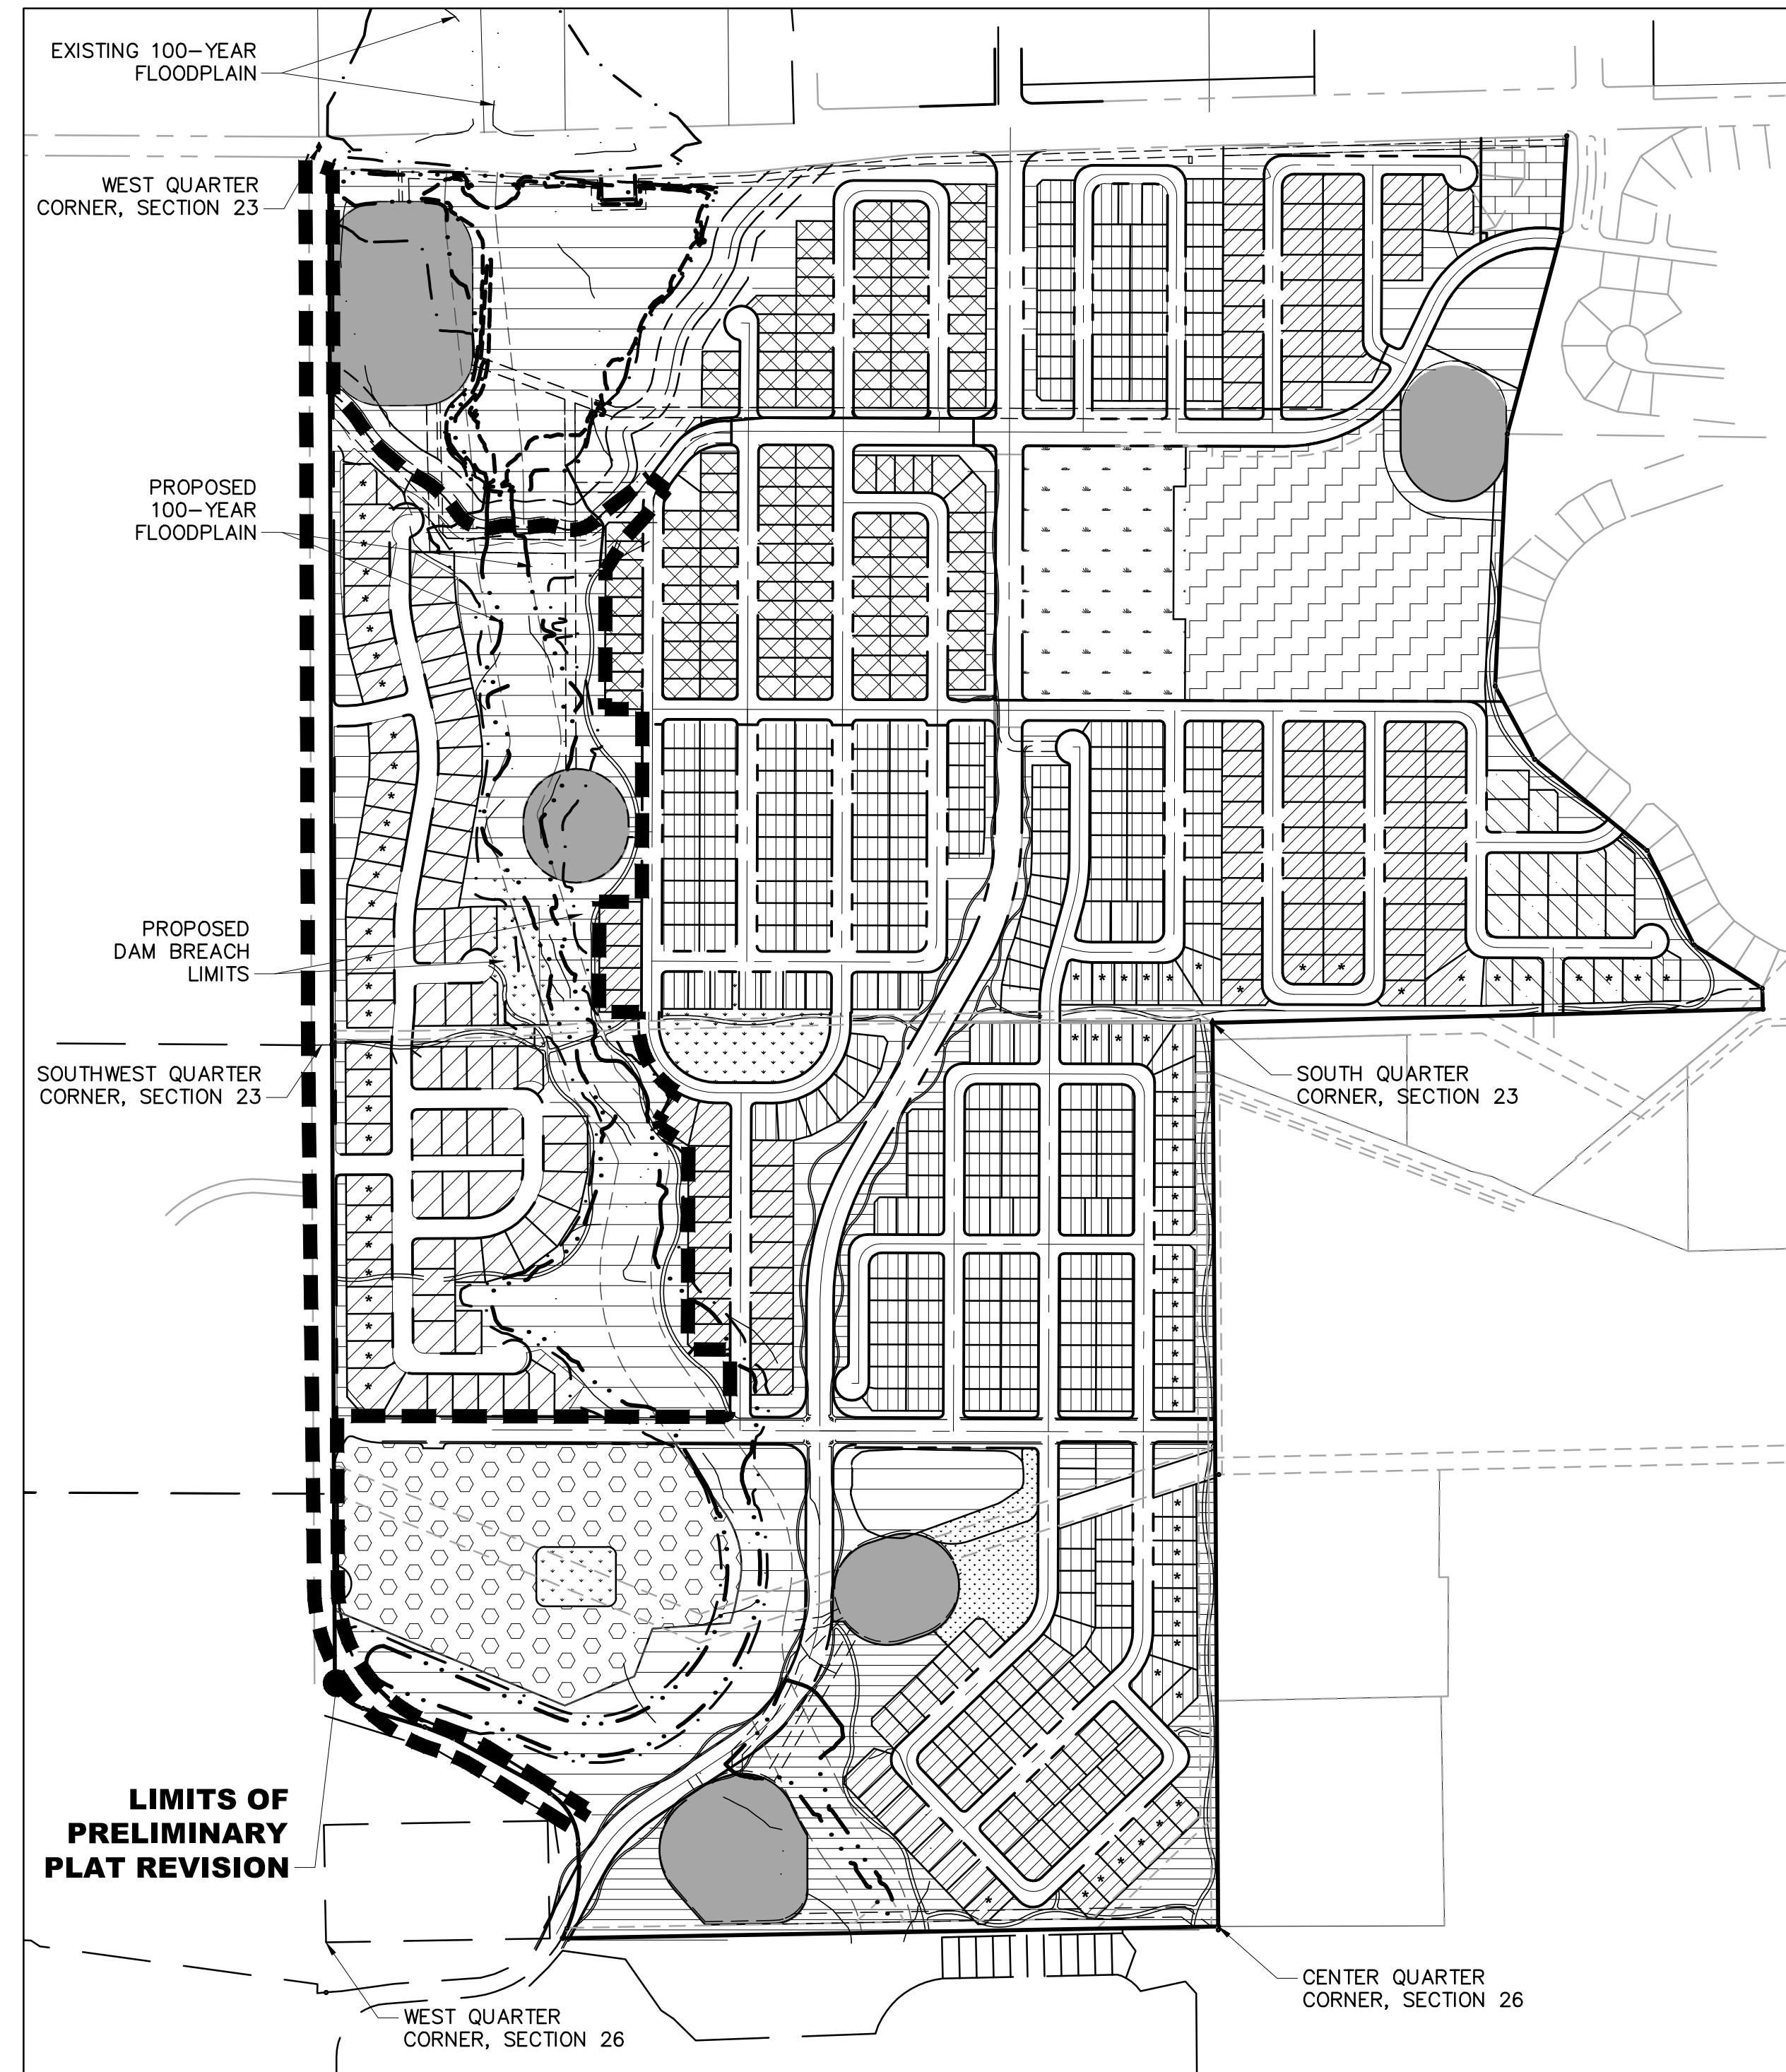 EXISTING 100-YEAR
FLOODPLAIN
WEST QUARTER
CORNER, SECTION 23
PROPOSED
100-YEAR
FLOODPLAIN
PROPOSED
DAM BREACH
LIMITS
SOUTHWEST QUARTER
CORNER, SECTION 23
SOUTH QUARTER
CORNER, SECTION 23
LIMITS OF
PRELIMINARY
PLAT REVISION
WEST QUARTER
CORNER, SECTION 26
CENTER QUARTER
CORNER, SECTION 26